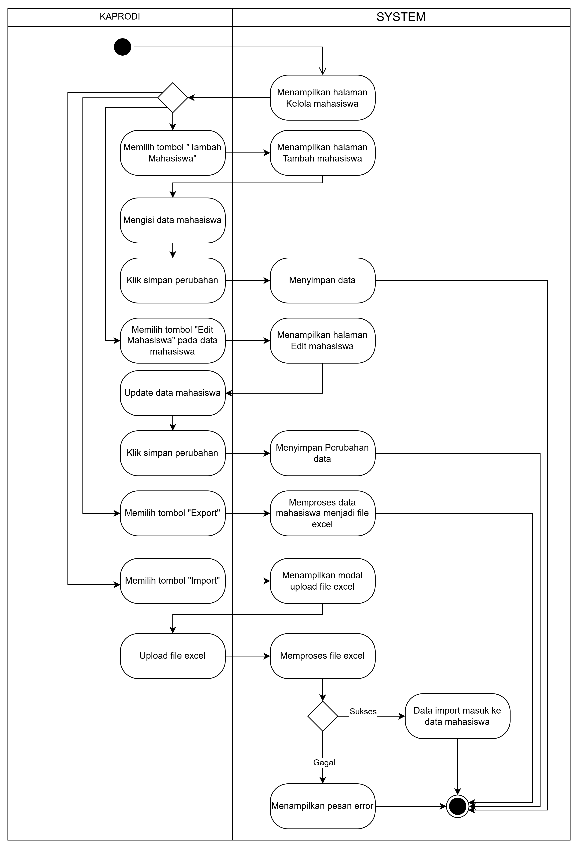 KAPRODI
SYSTEM
Menampilkan halaman
Kelola mahasiswa
Memilih tombol "Tambah
Mahasiswa"
Menampilkan halaman
Tambah mahasiswa
Mengisi data mahasiswa
Klik simpan perubahan
Menyimpan data
Memilih tombol "Edit
Mahasiswa" pada data
mahasiswa
Menampilkan halaman
Edit mahasiswa
Update data mahasiswa
Klik simpan perubahan
Menyimpan Perubahan
data
Memilih tombol "Export"
Memproses data
mahasiswa menjadi file
excel
Memilih tombol "Import"
Menampilkan modal
upload file excel
Upload file excel
Memproses file excel
Sukses
Data import masuk ke
data mahasiswa
Gagal
Menampilkan pesan error